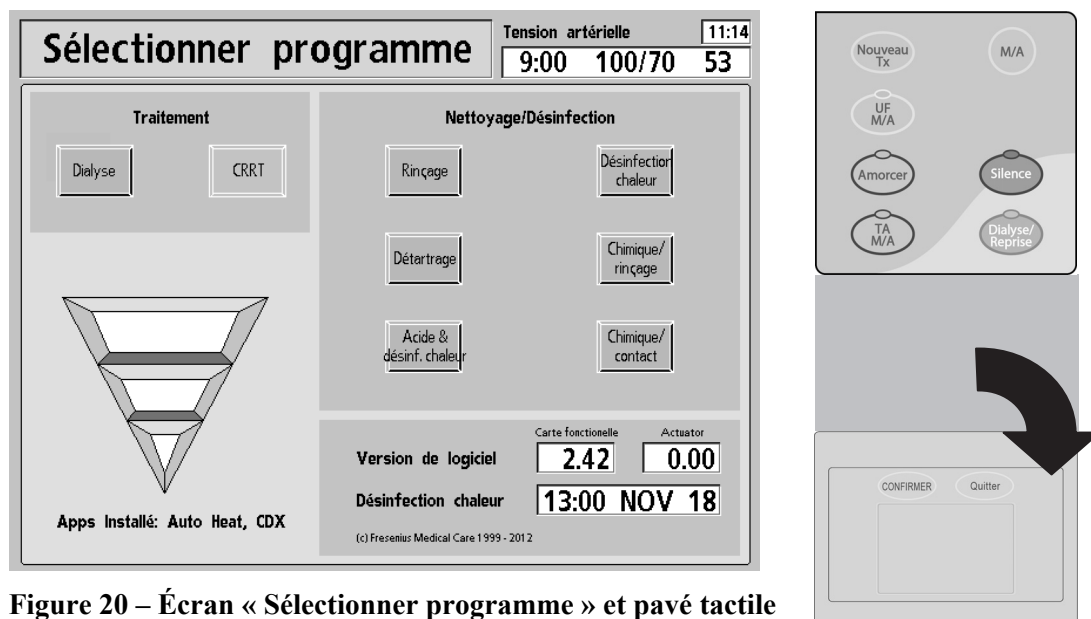 Sélectionner programme
Tension artérielle
11:14
9:00 100/70 53
Traitement
Dialyse
CRRT
Nettoyage/Désinfection
Rinçage
Désinfection
chaleur
Détartrage
Chimique/
rinçage
Acide &
désinf. chaleur
Chimique/
contact
Apps Installé: Auto Heat, CDX
Carte fonctionelle
Actuator
Version de logiciel
2.42
0.00
Désinfection chaleur
13:00 NOV 18
(c) Fresenius Medical Care 1999 - 2012
Nouveau
Tx
M/A
UF
M/A
Amorcer
Silence
TA
M/A
Dialyse/
Reprise
CONFIRMER
Quitter
Figure 20 – Écran « Sélectionner programme » et pavé tactile